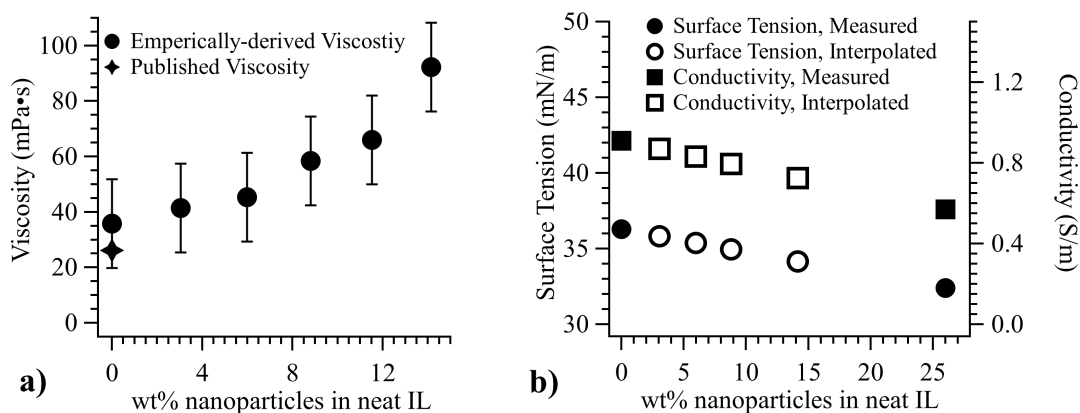 Emperically-derived Viscostiy
Published Viscosity
100
80
60
40
20
0
Viscosity (mPa•s)
0
4
8
12
wt% nanoparticles in neat IL
a)
Surface Tension, Measured
Surface Tension, Interpolated
Conductivity, Measured
Conductivity, Interpolated
50
45
40
35
30
Surface Tension (mN/m)
1.2
0.8
0.4
0.0
Conductivity (S/m)
0
5
10
15
20
25
wt% nanoparticles in neat IL
b)